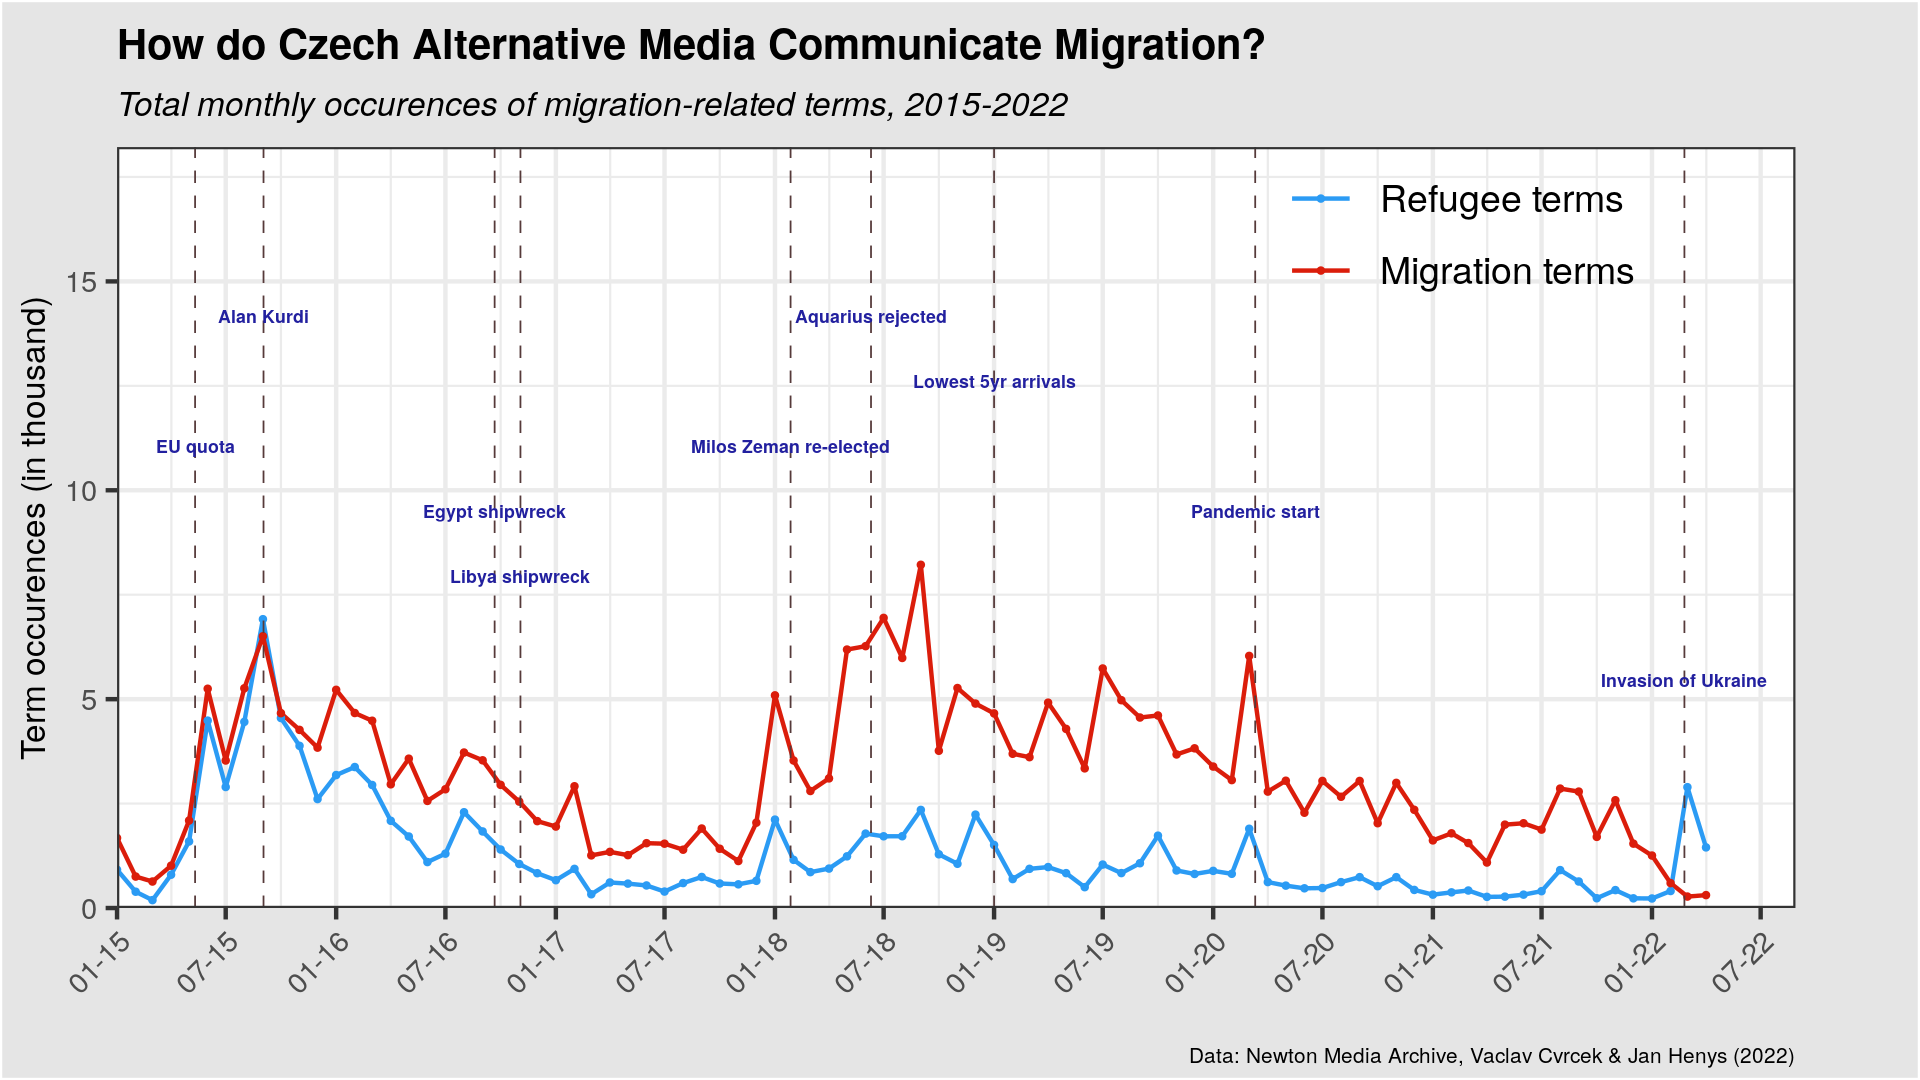 How do Czech Alternative Media Communicate Migration?
Total monthly occurences of migration-related terms, 2015-2022
Refugee terms
Migration terms
Term occurences (in thousand)
15
10
5
0
Alan Kurdi
Aquarius rejected
Lowest 5yr arrivals
EU quota
Milos Zeman re-elected
Egypt shipwreck
Pandemic start
Libya shipwreck
Invasion of Ukraine
01-15
07-15
01-16
07-16
01-17
07-17
01-18
07-18
01-19
07-19
01-20
07-20
01-21
07-21
01-22
07-22
Data: Newton Media Archive, Vaclav Cvrcek & Jan Henys (2022)